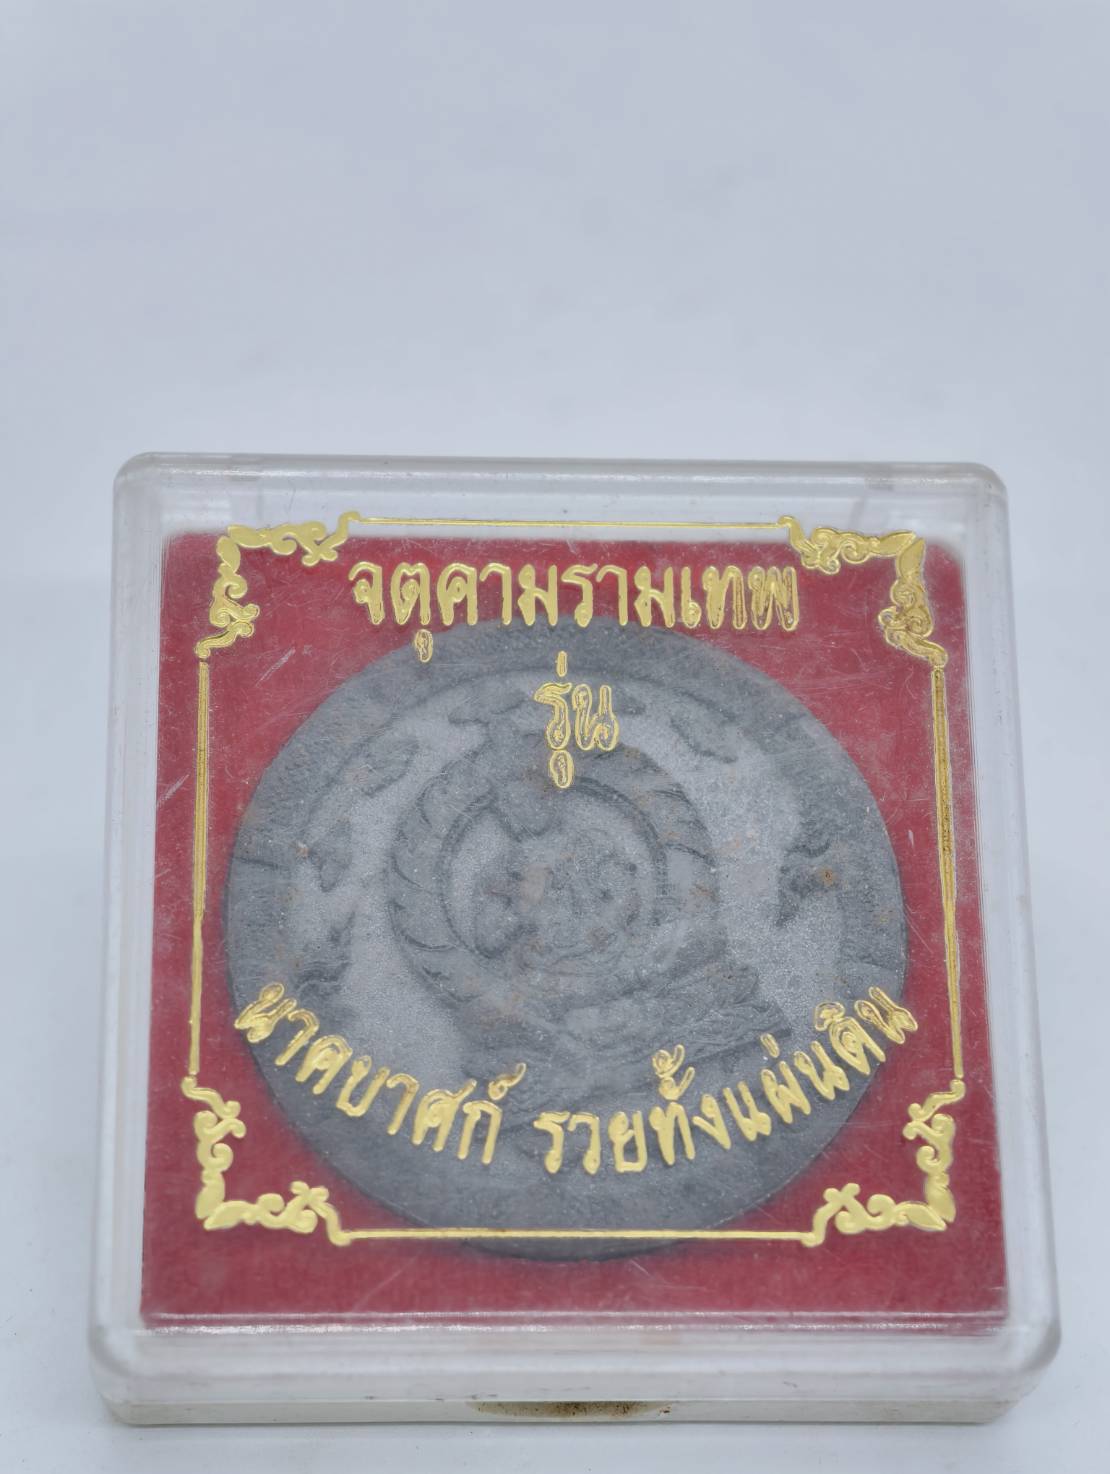 จตุคามรามเทพ
รุ่น
นาคบาศก์ รวยทั้งแผ่นดิน